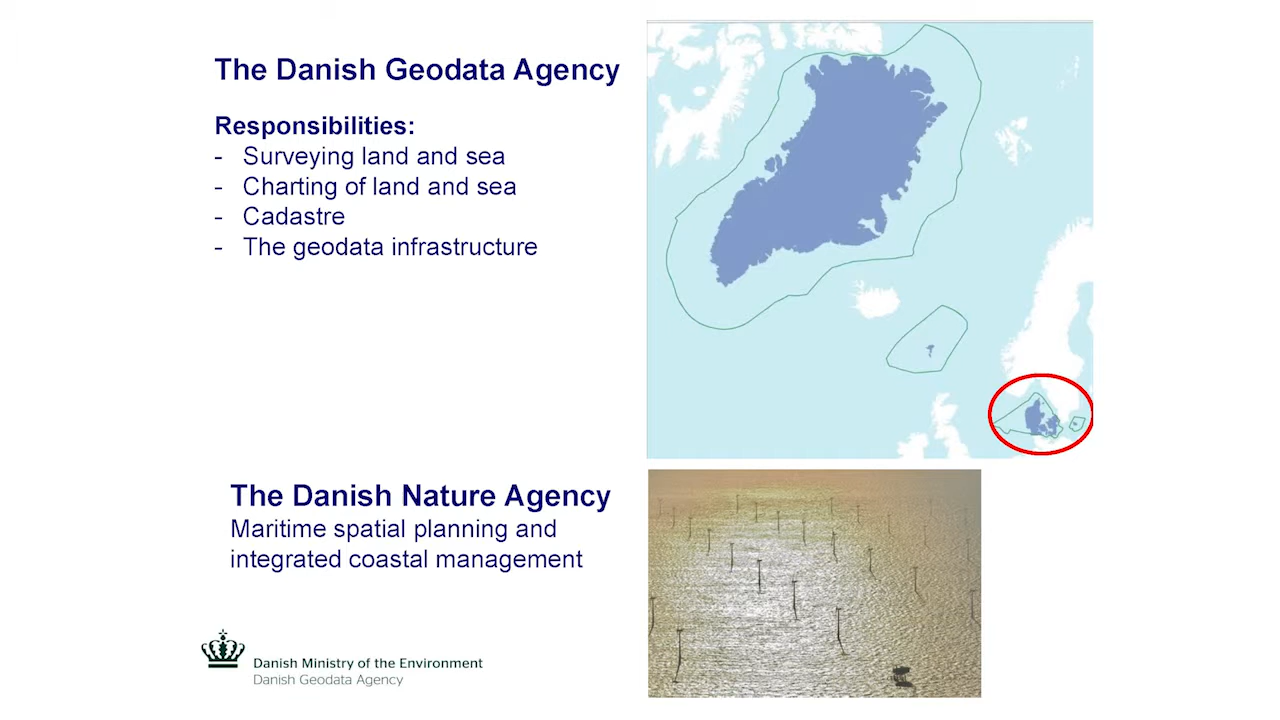 The Danish Geodata Agency
Responsibilities:
- Surveying land and sea
- Charting of land and sea
- Cadastre
- The geodata infrastructure
The Danish Nature Agency
Maritime spatial planning and
integrated coastal management
Danish Ministry of the Environment
Danish Geodata Agency